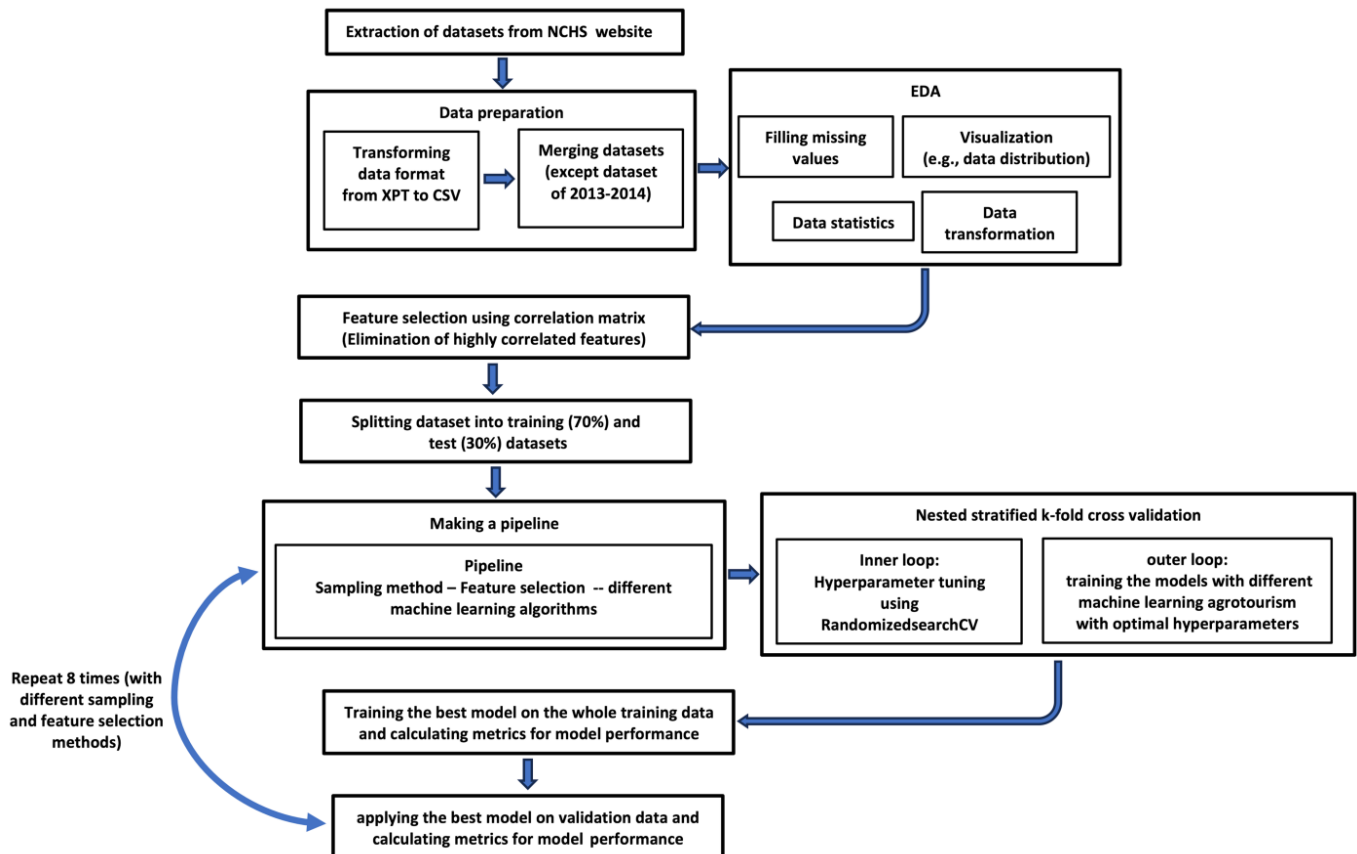 Extraction of datasets from NCHS website
Data preparation
Transforming
data format
from XPT to CSV
Merging datasets
(except dataset
of 2013-2014)
EDA
Filling missing
values
Visualization
(e.g., data distribution)
Data statistics
Data
transformation
Feature selection using correlation matrix
(Elimination of highly correlated features)
Splitting dataset into training (70%) and
test (30%) datasets
Making a pipeline
Pipeline
Sampling method – Feature selection -- different
machine learning algorithms
Nested stratified k-fold cross validation
Inner loop:
Hyperparameter tuning
using
RandomizedsearchCV
outer loop:
training the models with different
machine learning agrotourism
with optimal hyperparameters
Repeat 8 times (with
different sampling
and feature selection
methods)
Training the best model on the whole training data
and calculating metrics for model performance
applying the best model on validation data and
calculating metrics for model performance